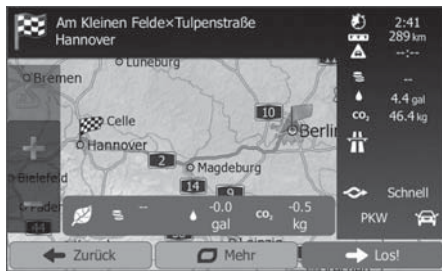 Am Kleinen Felde×Tulpenstraße
Hannover
2:41
289 km
--:--
--
4.4 gal
CO₂ 46.4 kg
Schnell
PKW
Luneburg
Bremen
Celle
Hannover
10
Berlin
2
Magdeburg
14
9
Bielefeld
44
--
-0.0
gal
CO₂
-0.5
kg
Zurück
Mehr
Los!